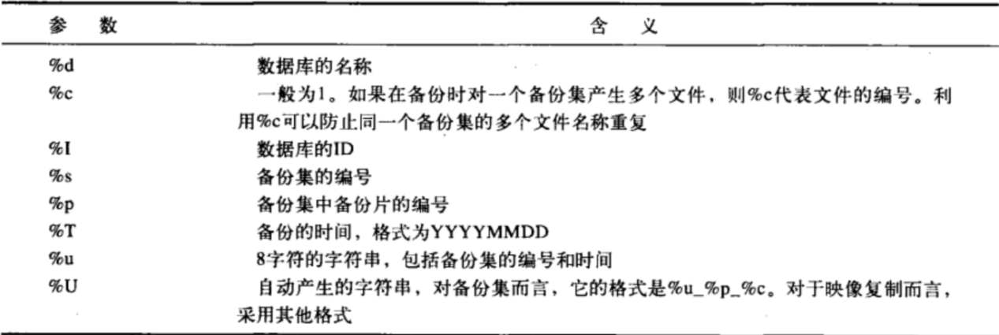 参 数 含 义
%d 数据库的名称
%c 一般为1。如果在备份时对一个备份集产生多个文件，则%c代表文件的编号。利
用%c可以防止同一个备份集的多个文件名称重复
%I 数据库的ID
%s 备份集的编号
%p 备份集中备份片的编号
%T 备份的时间，格式为YYYYMMDD
%u 8字符的字符串，包括备份集的编号和时间
%U 自动产生的字符串，对备份集而言，它的格式是%u_%p_%c。对于映像复制而言，
采用其他格式